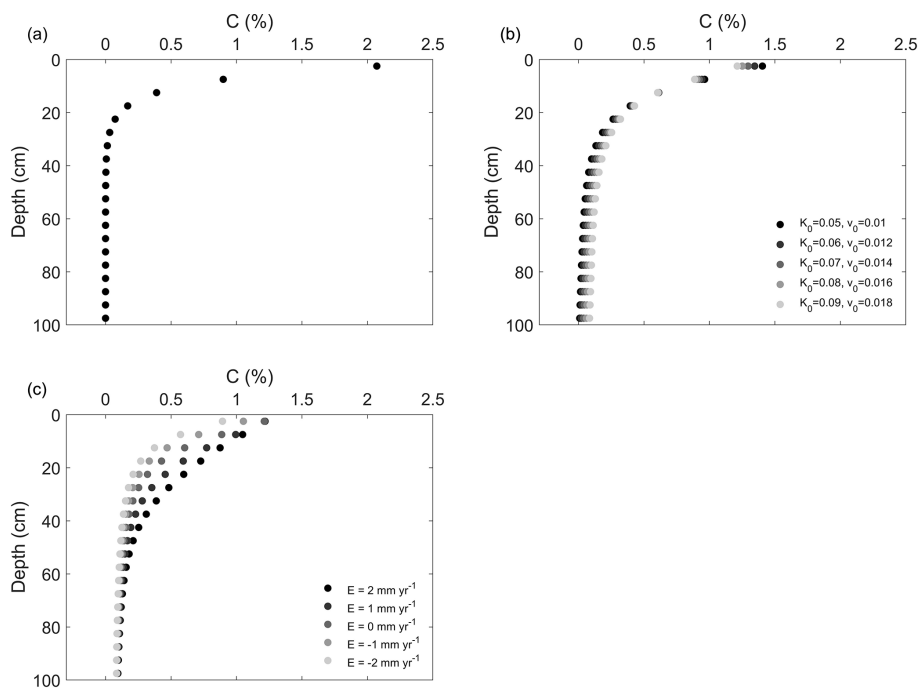 (a)
C (%)
0 0.5 1 1.5 2 2.5
0
20
40
60
80
100
Depth (cm)
(b)
C (%)
0 0.5 1 1.5 2 2.5
0
20
40
60
80
100
Depth (cm)
K₀=0.05, v₀=0.01
K₀=0.06, v₀=0.012
K₀=0.07, v₀=0.014
K₀=0.08, v₀=0.016
K₀=0.09, v₀=0.018
(c)
C (%)
0 0.5 1 1.5 2 2.5
0
20
40
60
80
100
Depth (cm)
E = 2 mm yr⁻¹
E = 1 mm yr⁻¹
E = 0 mm yr⁻¹
E = -1 mm yr⁻¹
E = -2 mm yr⁻¹